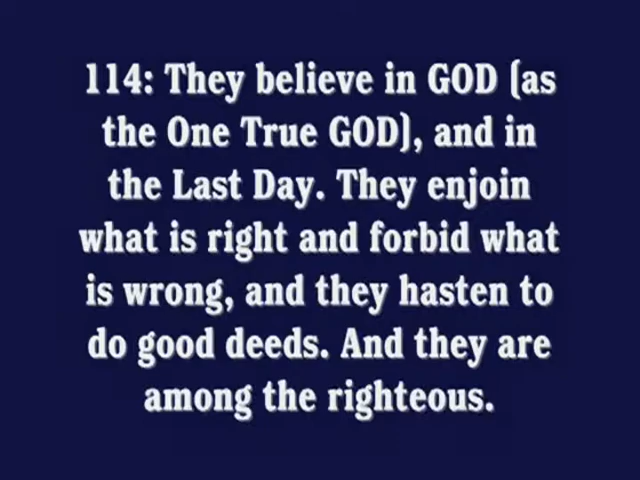 114: They believe in GOD (as
the One True GOD), and in
the Last Day. They enjoin
what is right and forbid what
is wrong, and they hasten to
do good deeds. And they are
among the righteous.